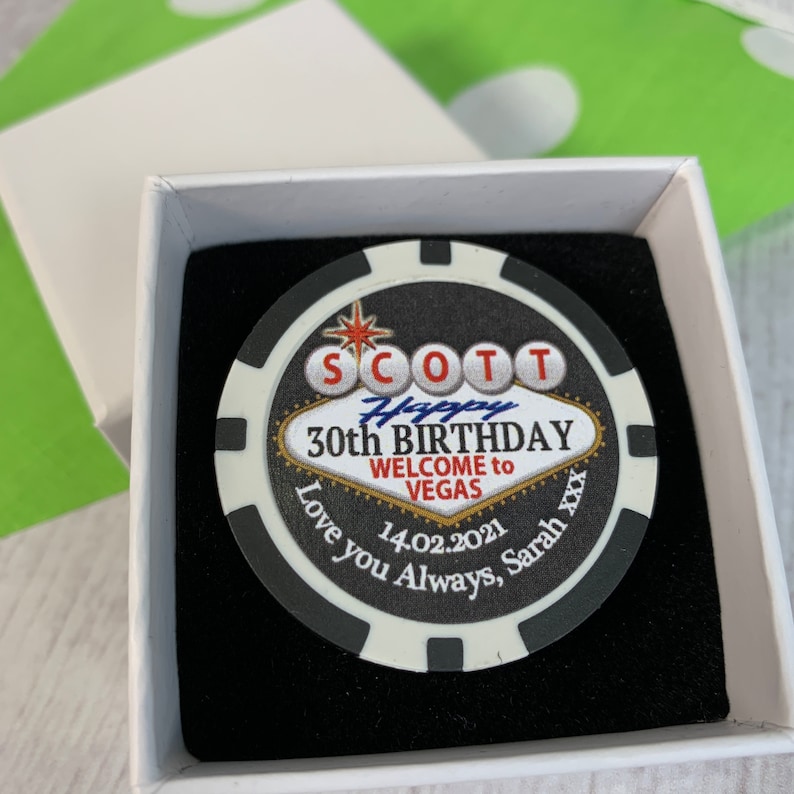 SCOTT
Happy
30th BIRTHDAY
WELCOME to
VEGAS
14.02.2021
Love you Always, Sarah xxx